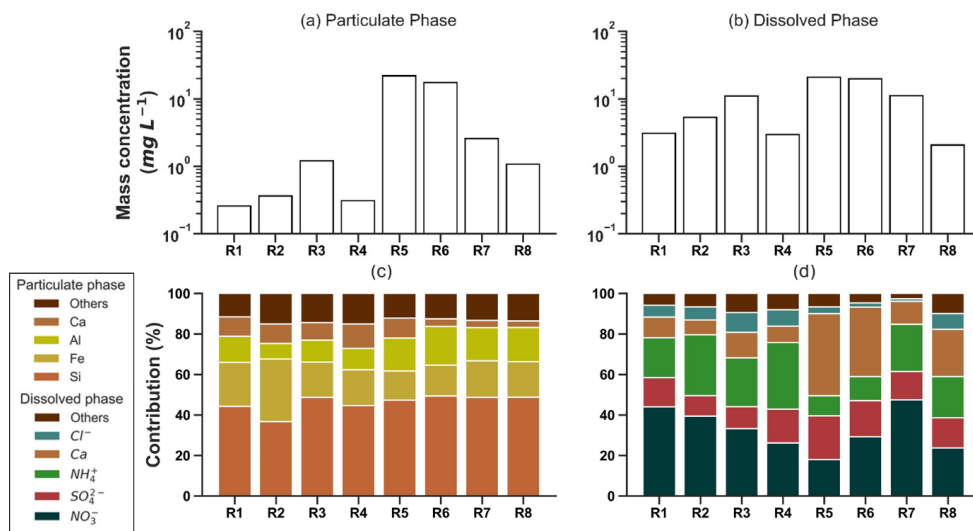 (a) Particulate Phase
(b) Dissolved Phase
Mass concentration
(mg L⁻¹)
10²
10¹
10⁰
10⁻¹
R1 R2 R3 R4 R5 R6 R7 R8
10²
10¹
10⁰
10⁻¹
R1 R2 R3 R4 R5 R6 R7 R8
Particulate phase
Others
Ca
Al
Fe
Si
Dissolved phase
Others
Cl⁻
Ca
NH₄⁺
SO₄²⁻
NO₃⁻
(c)
Contribution (%)
100
80
60
40
20
0
R1 R2 R3 R4 R5 R6 R7 R8
(d)
100
80
60
40
20
0
R1 R2 R3 R4 R5 R6 R7 R8